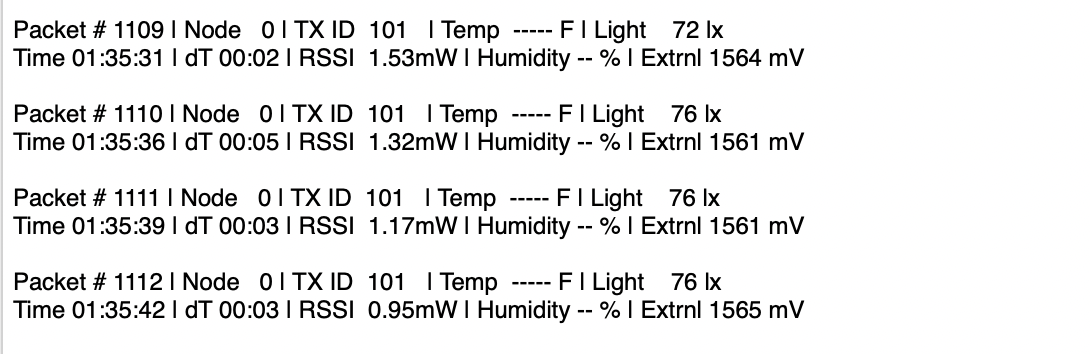 Packet # 1109 | Node   0 | TX ID  101   | Temp  ----- F | Light    72 lx
Time 01:35:31 | dT 00:02 | RSSI  1.53mW | Humidity -- % | Extrnl 1564 mV
Packet # 1110 | Node   0 | TX ID  101   | Temp  ----- F | Light    76 lx
Time 01:35:36 | dT 00:05 | RSSI  1.32mW | Humidity -- % | Extrnl 1561 mV
Packet # 1111 | Node   0 | TX ID  101   | Temp  ----- F | Light    76 lx
Time 01:35:39 | dT 00:03 | RSSI  1.17mW | Humidity -- % | Extrnl 1561 mV
Packet # 1112 | Node   0 | TX ID  101   | Temp  ----- F | Light    76 lx
Time 01:35:42 | dT 00:03 | RSSI  0.95mW | Humidity -- % | Extrnl 1565 mV